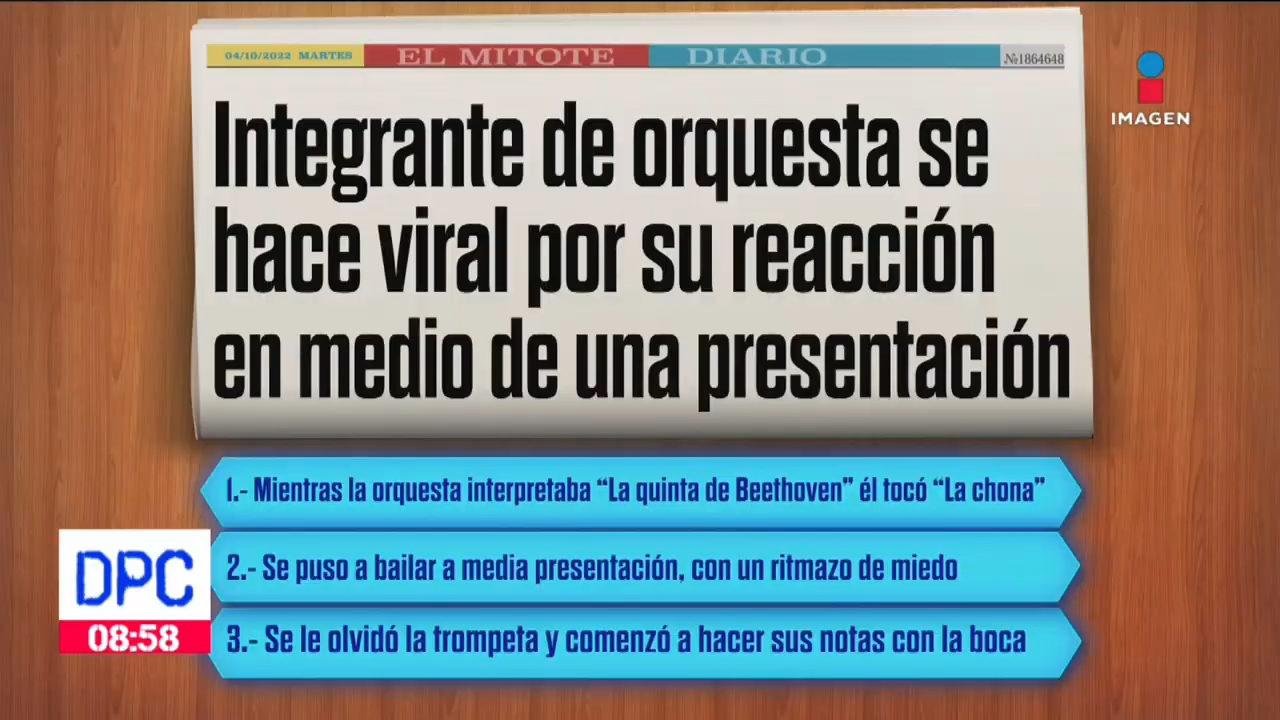 04/10/2022 MARTES EL MITOTE DIARIO №1864648
IMAGEN
Integrante de orquesta se
hace viral por su reacción
en medio de una presentación
1.- Mientras la orquesta interpretaba “La quinta de Beethoven” él tocó “La chona”
2.- Se puso a bailar a media presentación, con un ritmazo de miedo
3.- Se le olvidó la trompeta y comenzó a hacer sus notas con la boca
DPC
08:58